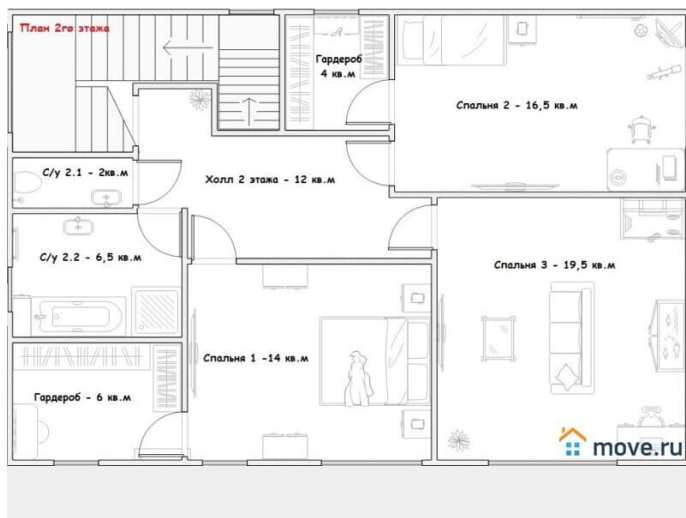 План 2го этажа
Гардероб
4 кв.м
Спальня 2 - 16,5 кв.м
С/у 2.1 - 2кв.м
Холл 2 этажа - 12 кв.м
С/у 2.2 - 6,5 кв.м
Спальня 3 - 19,5 кв.м
Спальня 1 -14 кв.м
Гардероб - 6 кв.м
move.ru